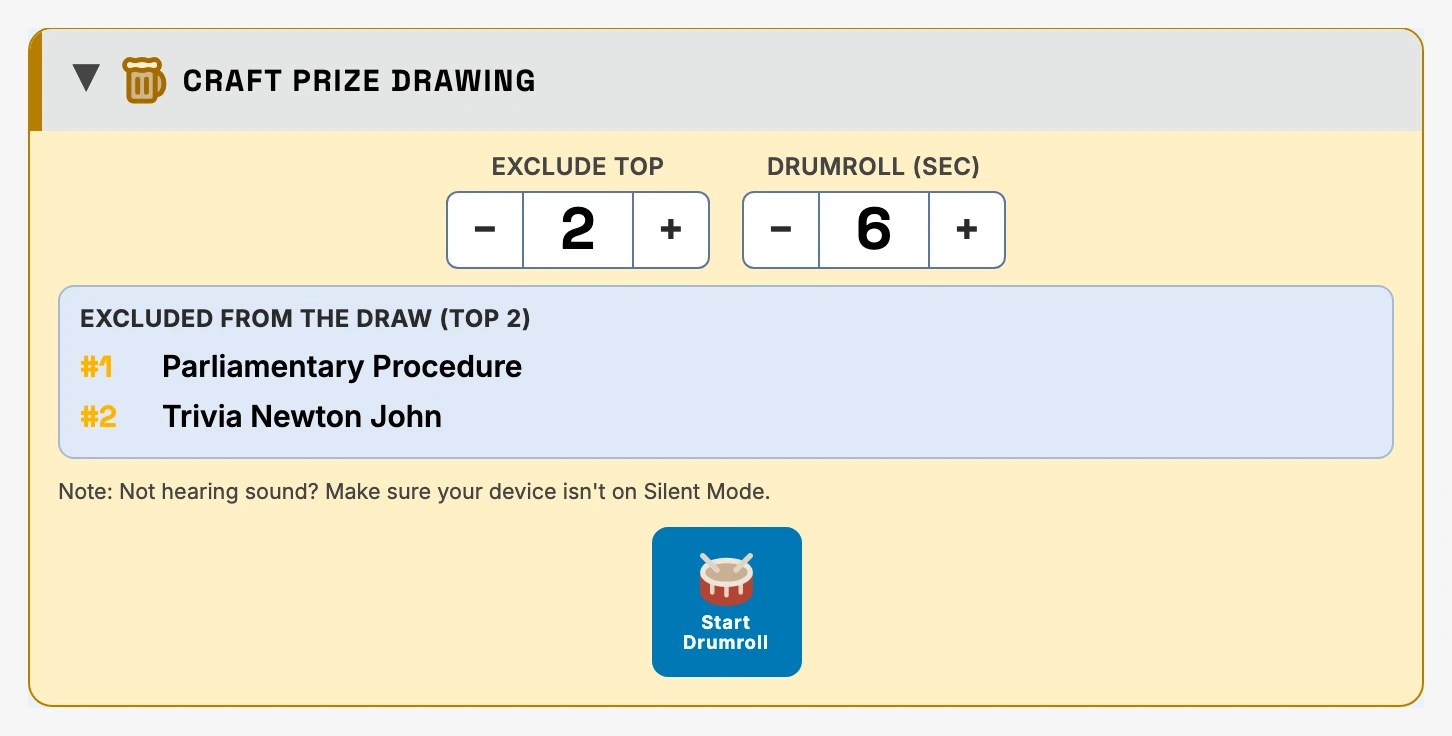 CRAFT PRIZE DRAWING
EXCLUDE TOP
DRUMROLL (SEC)
− 2 +
− 6 +
EXCLUDED FROM THE DRAW (TOP 2)
#1 Parliamentary Procedure
#2 Trivia Newton John
Note: Not hearing sound? Make sure your device isn't on Silent Mode.
Start
Drumroll